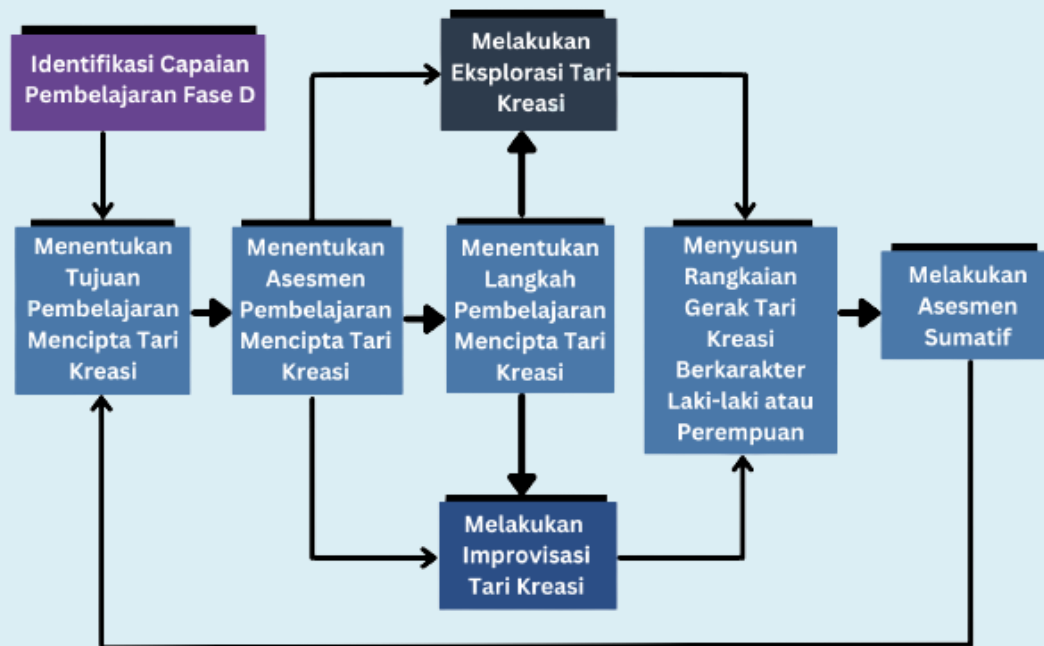 Identifikasi Capaian
Pembelajaran Fase D
Melakukan
Eksplorasi Tari
Kreasi
Menentukan
Tujuan
Pembelajaran
Mencipta Tari
Kreasi
Menentukan
Asesmen
Pembelajaran
Mencipta Tari
Kreasi
Menentukan
Langkah
Pembelajaran
Mencipta Tari
Kreasi
Menyusun
Rangkaian
Gerak Tari
Kreasi
Berkarakter
Laki-laki atau
Perempuan
Melakukan
Asesmen
Sumatif
Melakukan
Improvisasi
Tari Kreasi